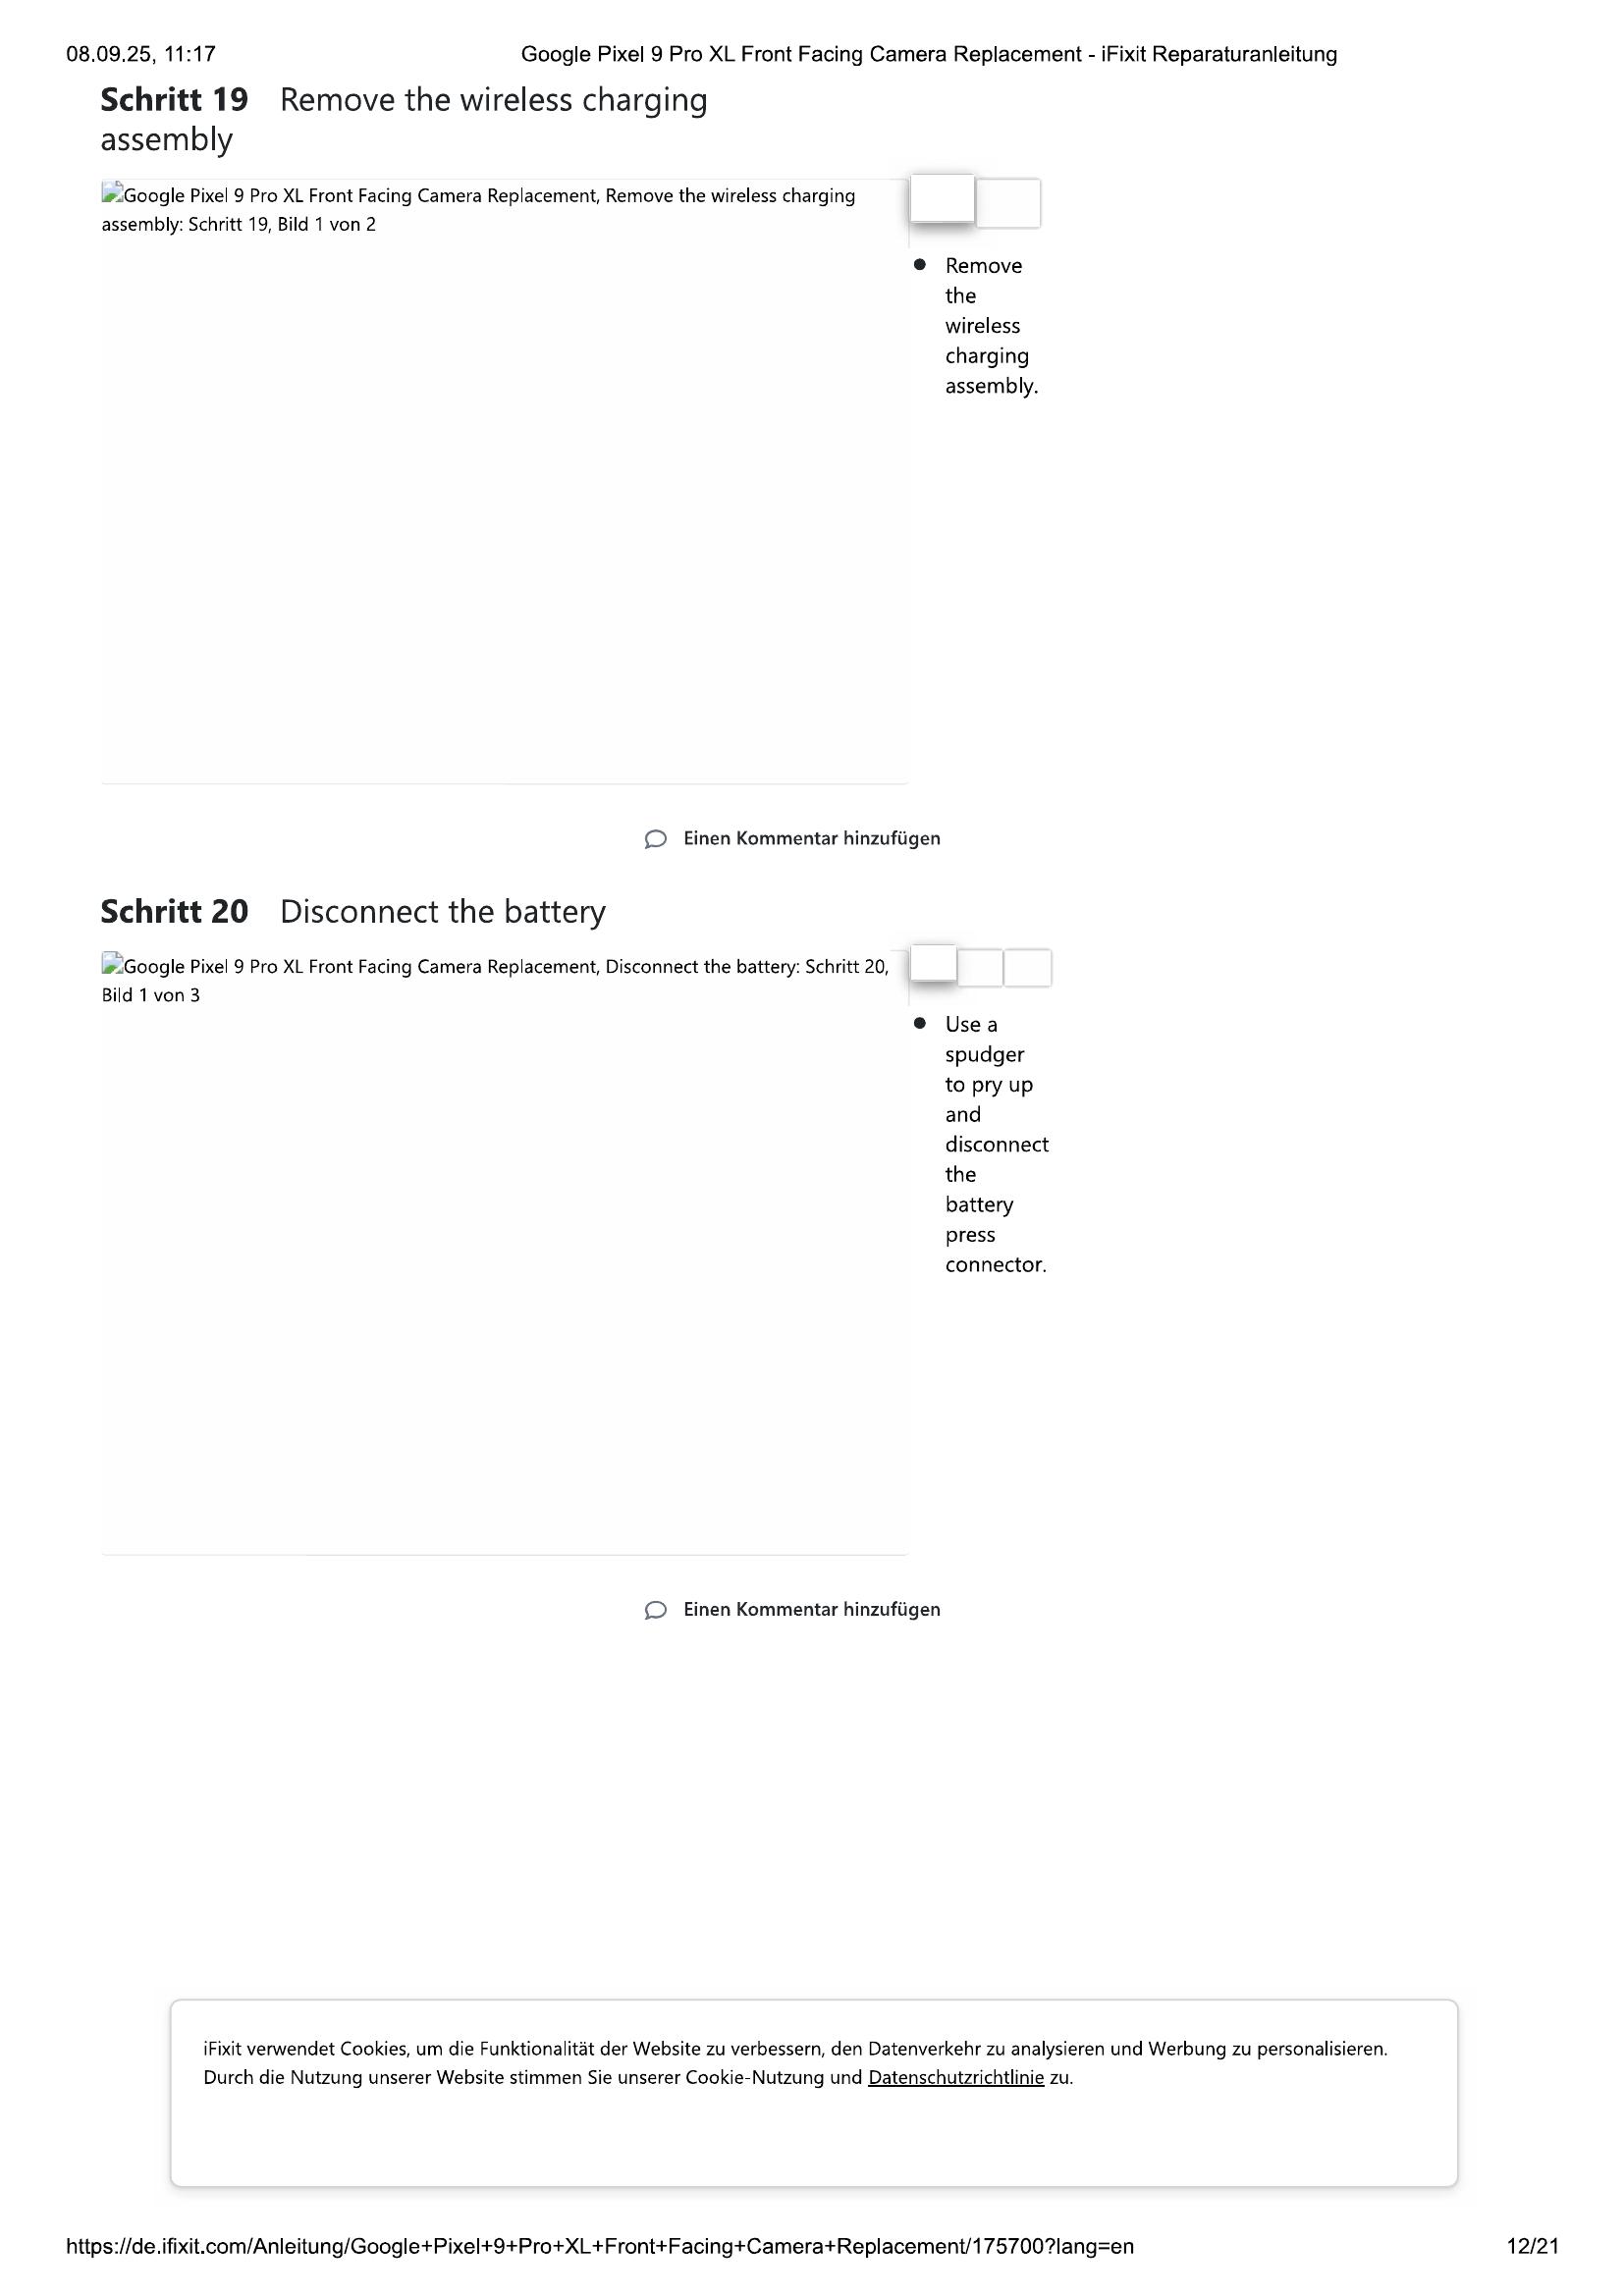 08.09.25, 11:17
Google Pixel 9 Pro XL Front Facing Camera Replacement - iFixit Reparaturanleitung
Schritt 19 Remove the wireless charging
assembly
Google Pixel 9 Pro XL Front Facing Camera Replacement, Remove the wireless charging
assembly: Schritt 19, Bild 1 von 2
Remove
the
wireless
charging
assembly.
Einen Kommentar hinzufügen
Schritt 20 Disconnect the battery
Google Pixel 9 Pro XL Front Facing Camera Replacement, Disconnect the battery: Schritt 20,
Bild 1 von 3
Use a
spudger
to pry up
and
disconnect
the
battery
press
connector.
Einen Kommentar hinzufügen
iFixit verwendet Cookies, um die Funktionalität der Website zu verbessern, den Datenverkehr zu analysieren und Werbung zu personalisieren.
Durch die Nutzung unserer Website stimmen Sie unserer Cookie-Nutzung und Datenschutzrichtlinie zu.
https://de.ifixit.com/Anleitung/Google+Pixel+9+Pro+XL+Front+Facing+Camera+Replacement/175700?lang=en
12/21